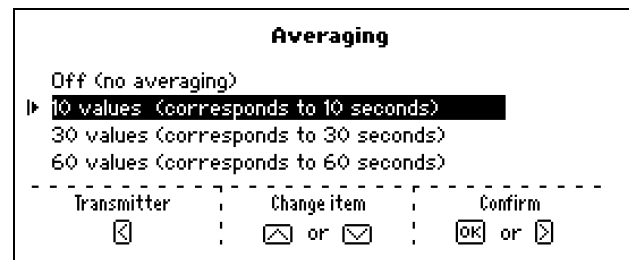 Averaging
Off (no averaging)
10 values (corresponds to 10 seconds)
30 values (corresponds to 30 seconds)
60 values (corresponds to 60 seconds)
Transmitter Change item Confirm
< or OK or >